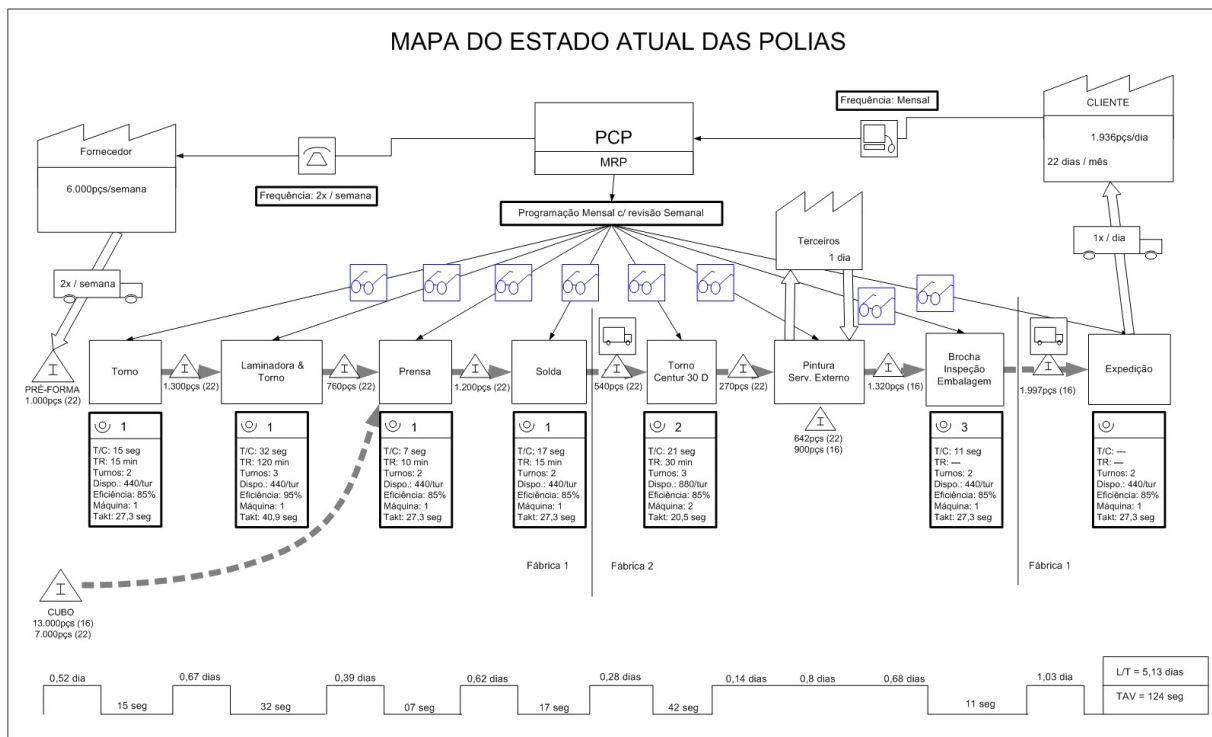 MAPA DO ESTADO ATUAL DAS POLIAS
Fornecedor
6.000pçs/semana
Frequência: 2x / semana
PCP
MRP
Frequência: Mensal
CLIENTE
1.936pçs/dia
22 dias / mês
Programação Mensal c/ revisão Semanal
Terceiros
1 dia
2x / semana
1x / dia
I
PRÉ-FORMA
1.000pçs (22)
Torno
I
1.300pçs (22)
Laminadora &
Torno
I
760pçs (22)
Prensa
I
1.200pçs (22)
Solda
I
540pçs (22)
Torno
Centur 30 D
I
270pçs (22)
Pintura
Serv. Externo
I
1.320pçs (16)
Brocha
Inspeção
Embalagem
I
1.997pçs (16)
Expedição
I
642pçs (22)
900pçs (16)
1
T/C: 15 seg
TR: 15 min
Turnos: 2
Dispo.: 440/tur
Eficiência: 85%
Máquina: 1
Takt: 27,3 seg
1
T/C: 32 seg
TR: 120 min
Turnos: 3
Dispo.: 440/tur
Eficiência: 95%
Máquina: 1
Takt: 40,9 seg
1
T/C: 7 seg
TR: 10 min
Turnos: 2
Dispo.: 440/tur
Eficiência: 85%
Máquina: 1
Takt: 27,3 seg
1
T/C: 17 seg
TR: 15 min
Turnos: 2
Dispo.: 440/tur
Eficiência: 85%
Máquina: 1
Takt: 27,3 seg
2
T/C: 21 seg
TR: 30 min
Turnos: 3
Dispo.: 880/tur
Eficiência: 85%
Máquina: 2
Takt: 20,5 seg
3
T/C: 11 seg
TR: ---
Turnos: 2
Dispo.: 440/tur
Eficiência: 85%
Máquina: 1
Takt: 27,3 seg
T/C: ---
TR: ---
Turnos: 2
Dispo.: 440/tur
Eficiência: 85%
Máquina: 1
Takt: 27,3 seg
Fábrica 1
Fábrica 2
Fábrica 1
I
CUBO
13.000pçs (16)
7.000pçs (22)
0,52 dia
15 seg
0,67 dias
32 seg
0,39 dias
07 seg
0,62 dias
17 seg
0,28 dias
42 seg
0,14 dias
0,8 dias
0,68 dias
11 seg
1,03 dia
L/T = 5,13 dias
TAV = 124 seg